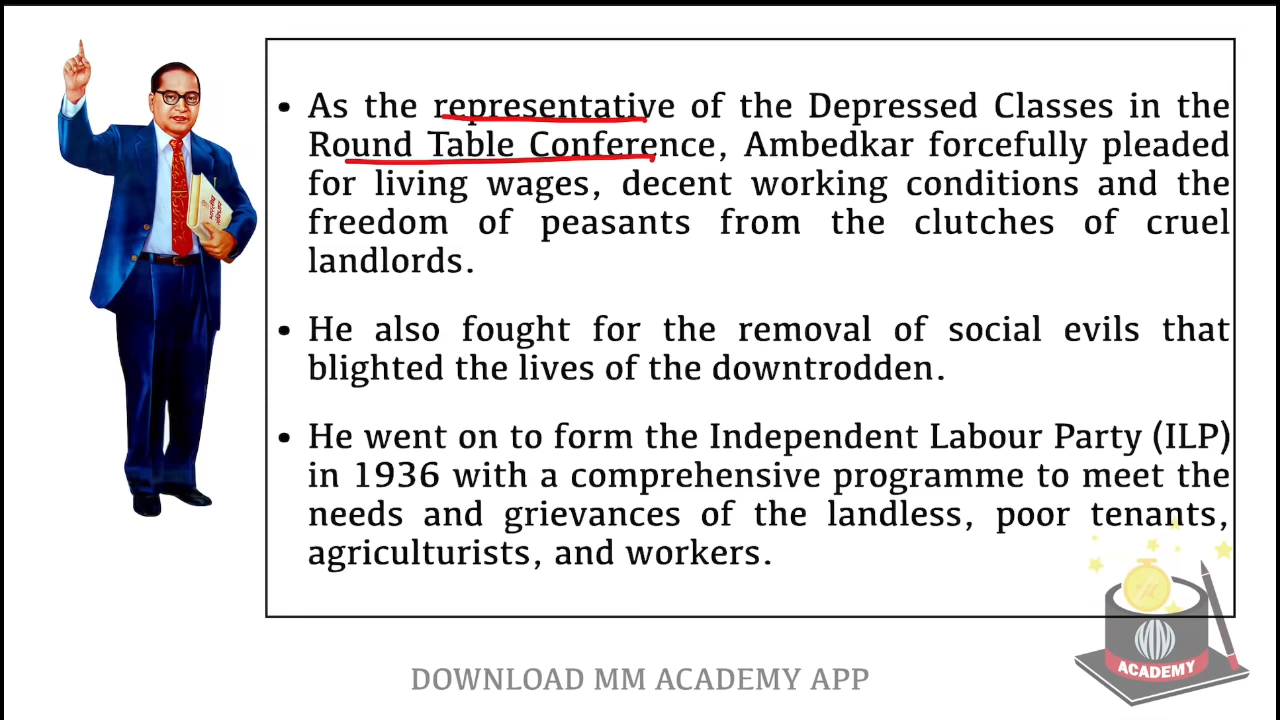 • As the representative of the Depressed Classes in the
Round Table Conference, Ambedkar forcefully pleaded
for living wages, decent working conditions and the
freedom of peasants from the clutches of cruel
landlords.
• He also fought for the removal of social evils that
blighted the lives of the downtrodden.
• He went on to form the Independent Labour Party (ILP)
in 1936 with a comprehensive programme to meet the
needs and grievances of the landless, poor tenants,
agriculturists, and workers.
ACADEMY
DOWNLOAD MM ACADEMY APP